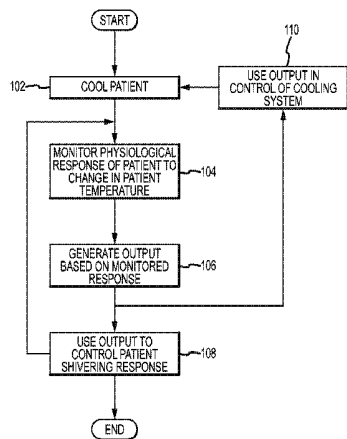 START
110
102
COOL PATIENT
USE OUTPUT IN
CONTROL OF COOLING
SYSTEM
MONITOR PHYSIOLOGICAL
RESPONSE OF PATIENT TO
CHANGE IN PATIENT
TEMPERATURE
104
GENERATE OUTPUT
BASED ON MONITORED
RESPONSE
106
USE OUTPUT TO
CONTROL PATIENT
SHIVERING RESPONSE
108
END